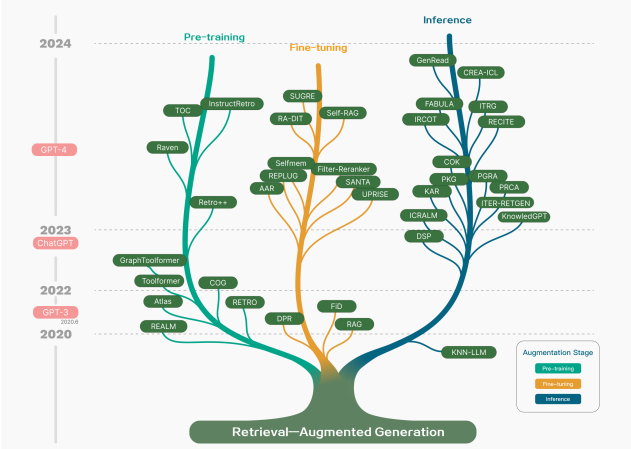 Inference
Pre-training
Fine-tuning
2024
GenRead
CREA-ICL
SUGRE
InstructRetro
TOC
FABULA
ITRG
Self-RAG
RA-DIT
IRCOT
RECITE
GPT-4
Raven
COK
Selfmem
Filter-Reranker
REPLUG
PKG
PGRA
SANTA
AAR
KAR
PRCA
UPRISE
Retro++
ITER-RETGEN
ICRALM
KnowledGPT
2023
DSP
ChatGPT
GraphToolformer
Toolformer
COG
2022
Atlas
RETRO
FiD
GPT-3
2020.6
DPR
RAG
REALM
2020
KNN-LLM
Augmentation Stage
Pre-training
Fine-tuning
Inference
Retrieval—Augmented Generation